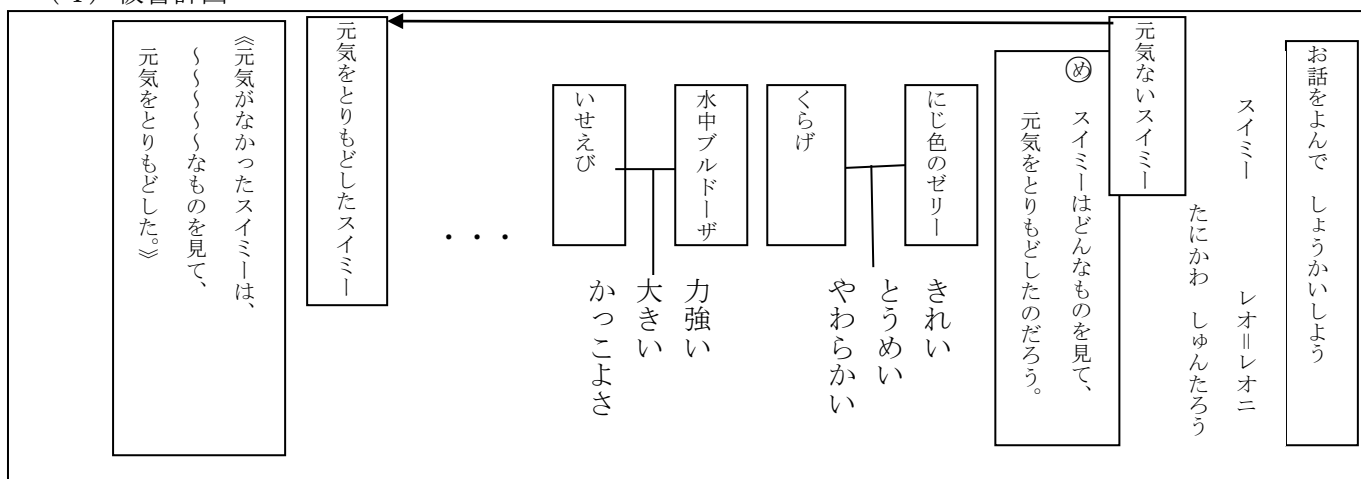 お話をよんで　しょうかいしよう
スイミー　　　レオ＝レオニ
たにかわ　しゅんたろう
元気ないスイミー
め　スイミーはどんなものを見て、
元気をとりもどしたのだろう。
にじ色のゼリー
くらげ
きれい
とうめい
やわらかい
水中ブルドーザ
いせえび
力強い
大きい
かっこよさ
・・・
元気をとりもどしたスイミー
《元気がなかったスイミーは、
～～～～～なものを見て、
元気をとりもどした。》